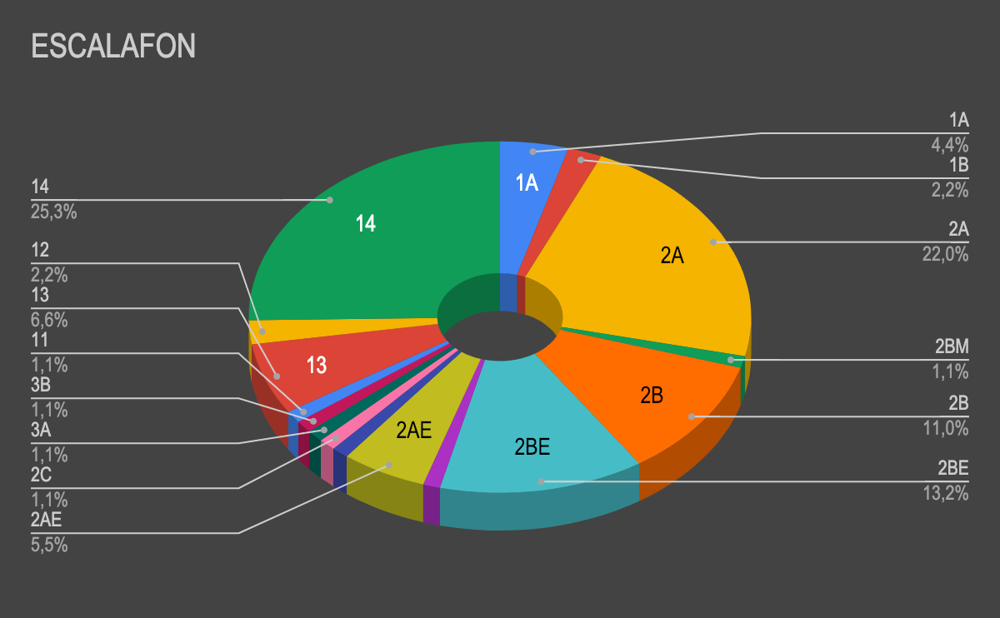 ESCALAFON
1A
4,4%
1B
2,2%
2A
22,0%
2BM
1,1%
2B
11,0%
2BE
13,2%
14
25,3%
12
2,2%
13
6,6%
11
1,1%
3B
1,1%
3A
1,1%
2C
1,1%
2AE
5,5%
1A
14
2A
13
2B
2AE
2BE